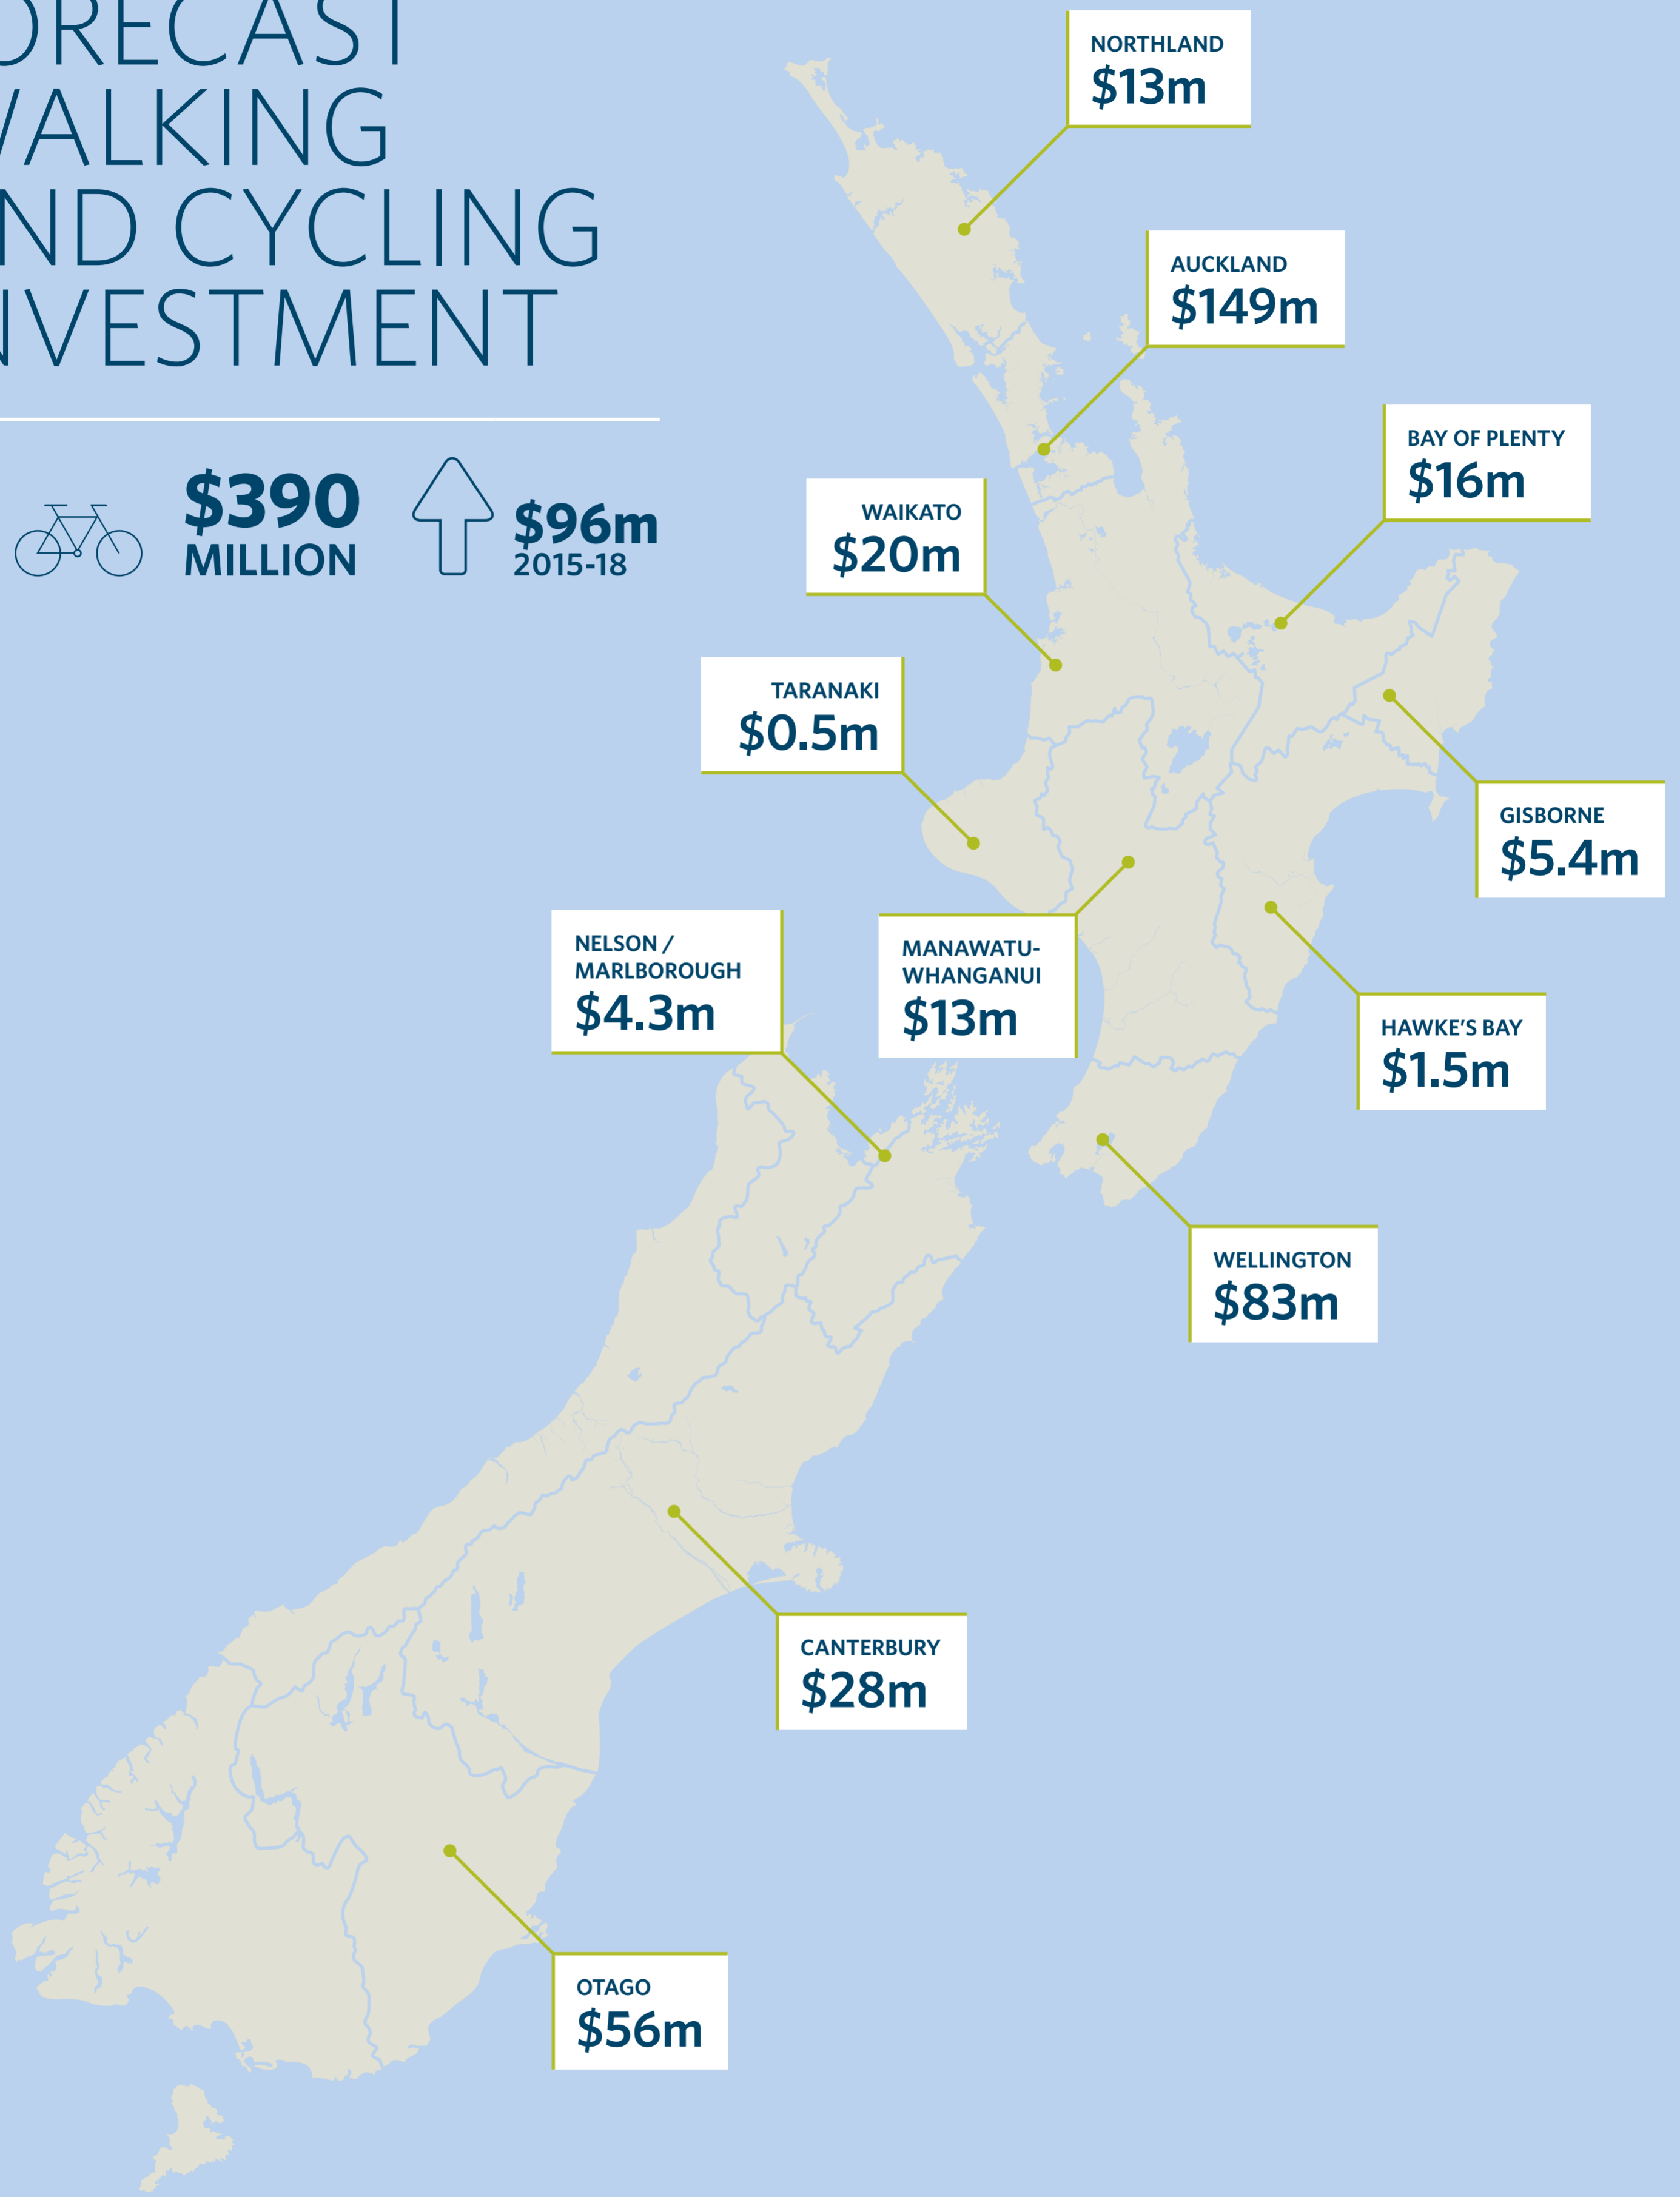 ORECAST
ALKING
ND CYCLING
NVESTMENT
$390
MILLION
$96m
2015-18
NORTHLAND
$13m
AUCKLAND
$149m
BAY OF PLENTY
$16m
WAIKATO
$20m
TARANAKI
$0.5m
GISBORNE
$5.4m
NELSON /
MARLBOROUGH
$4.3m
MANAWATU-
WHANGANUI
$13m
HAWKE'S BAY
$1.5m
WELLINGTON
$83m
CANTERBURY
$28m
OTAGO
$56m